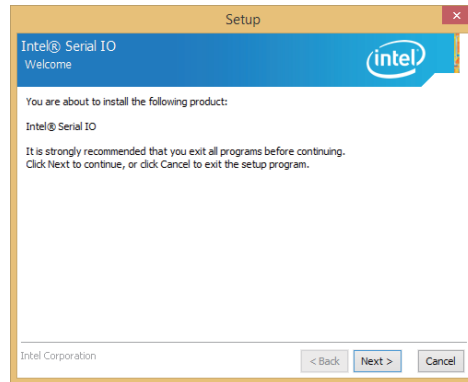 Setup
Intel® Serial IO
Welcome
intel
You are about to install the following product:
Intel® Serial IO
It is strongly recommended that you exit all programs before continuing.
Click Next to continue, or click Cancel to exit the setup program.
Intel Corporation
< Back Next > Cancel